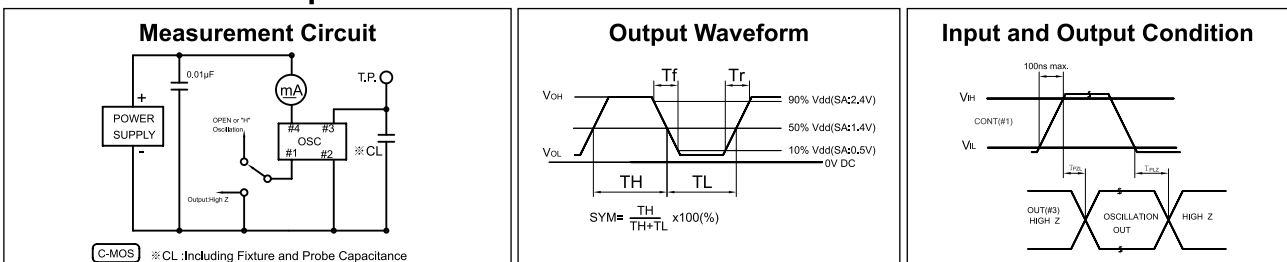 Measurement Circuit
0.01μF
T.P.
mA
+
POWER
SUPPLY
-
OPEN or "H"
Oscillation
#4 #3
OSC
#1 #2
※CL
Output:High Z
C-MOS ※CL :Including Fixture and Probe Capacitance
Output Waveform
Tf Tr
VOH
90% Vdd(SA:2.4V)
50% Vdd(SA:1.4V)
VOL
10% Vdd(SA:0.5V)
0V DC
TH TL
SYM= TH/TH+TL x100(%)
Input and Output Condition
100ns max.
VIH
CONT(#1)
VIL
TPZL TPLZ
OUT(#3)
HIGH Z
OSCILLATION
OUT
HIGH Z